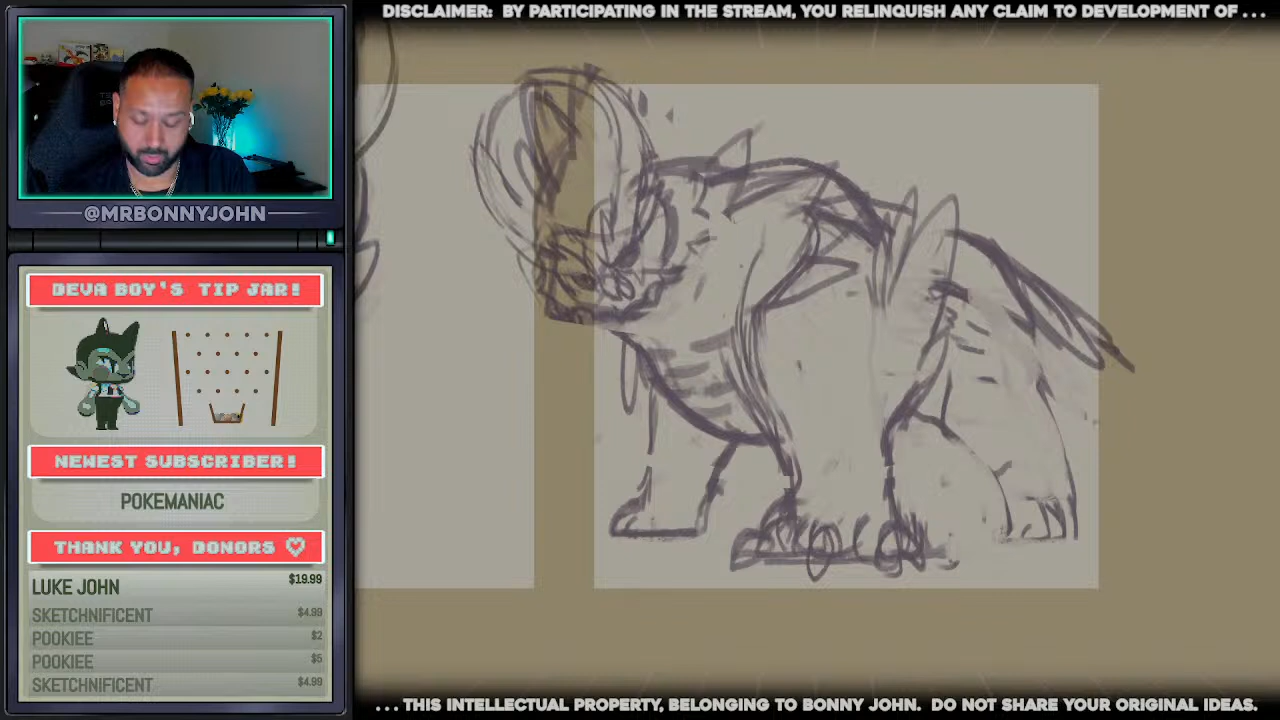 DISCLAIMER: BY PARTICIPATING IN THE STREAM, YOU RELINQUISH ANY CLAIM TO DEVELOPMENT OF . . .
@MRBONNYJOHN
DEVA BOY'S TIP JAR!
NEWEST SUBSCRIBER!
POKEMANIAC
THANK YOU, DONORS ♡
LUKE JOHN $19.99
SKETCHNIFICENT $4.99
POOKIEE $2
POOKIEE $5
SKETCHNIFICENT $4.99
. . . THIS INTELLECTUAL PROPERTY, BELONGING TO BONNY JOHN. DO NOT SHARE YOUR ORIGINAL IDEAS.